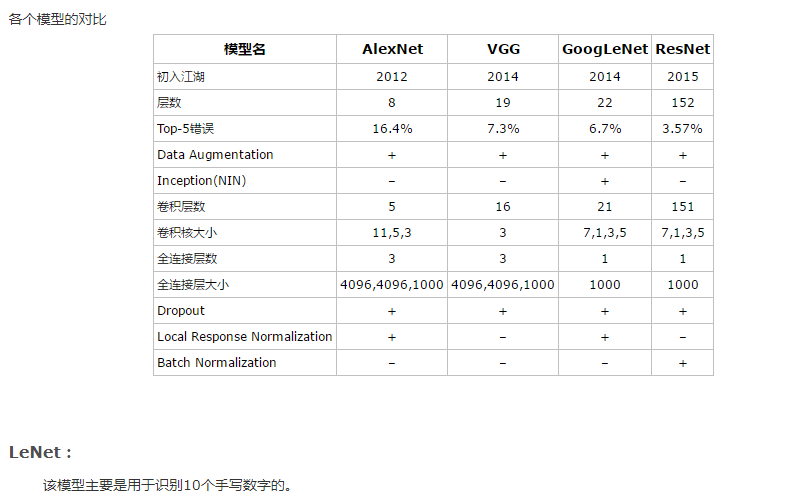 各个模型的对比
模型名 AlexNet VGG GoogLeNet ResNet
初入江湖 2012 2014 2014 2015
层数 8 19 22 152
Top-5错误 16.4% 7.3% 6.7% 3.57%
Data Augmentation + + + +
Inception(NIN) – – + –
卷积层数 5 16 21 151
卷积核大小 11,5,3 3 7,1,3,5 7,1,3,5
全连接层数 3 3 1 1
全连接层大小 4096,4096,1000 4096,4096,1000 1000 1000
Dropout + + + +
Local Response Normalization + – + –
Batch Normalization – – – +
LeNet：
该模型主要是用于识别10个手写数字的。